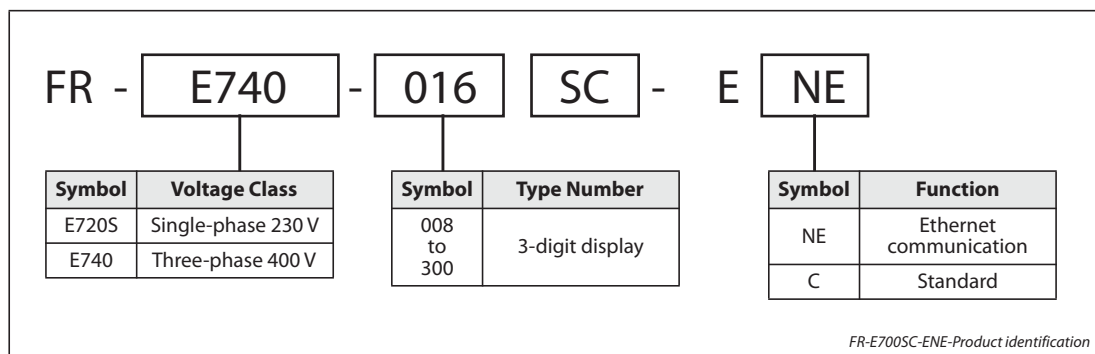 FR - E740 - 016 SC - E NE
Symbol Voltage Class
E720S Single-phase 230 V
E740 Three-phase 400 V
Symbol Type Number
008
to
300
3-digit display
Symbol Function
NE Ethernet
communication
C Standard
FR-E700SC-ENE-Product identification